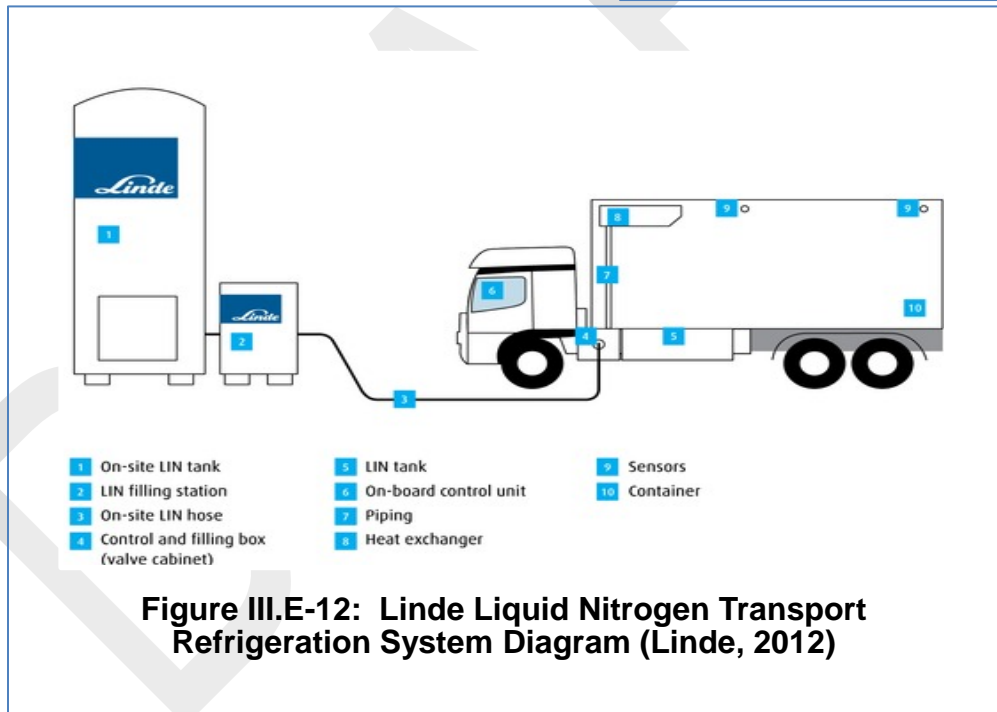 Linde
1
Linde
2
3
4
5
6
7
8
9
9
10
1 On-site LIN tank
2 LIN filling station
3 On-site LIN hose
4 Control and filling box
(valve cabinet)
5 LIN tank
6 On-board control unit
7 Piping
8 Heat exchanger
9 Sensors
10 Container
Figure III.E-12: Linde Liquid Nitrogen Transport
Refrigeration System Diagram (Linde, 2012)